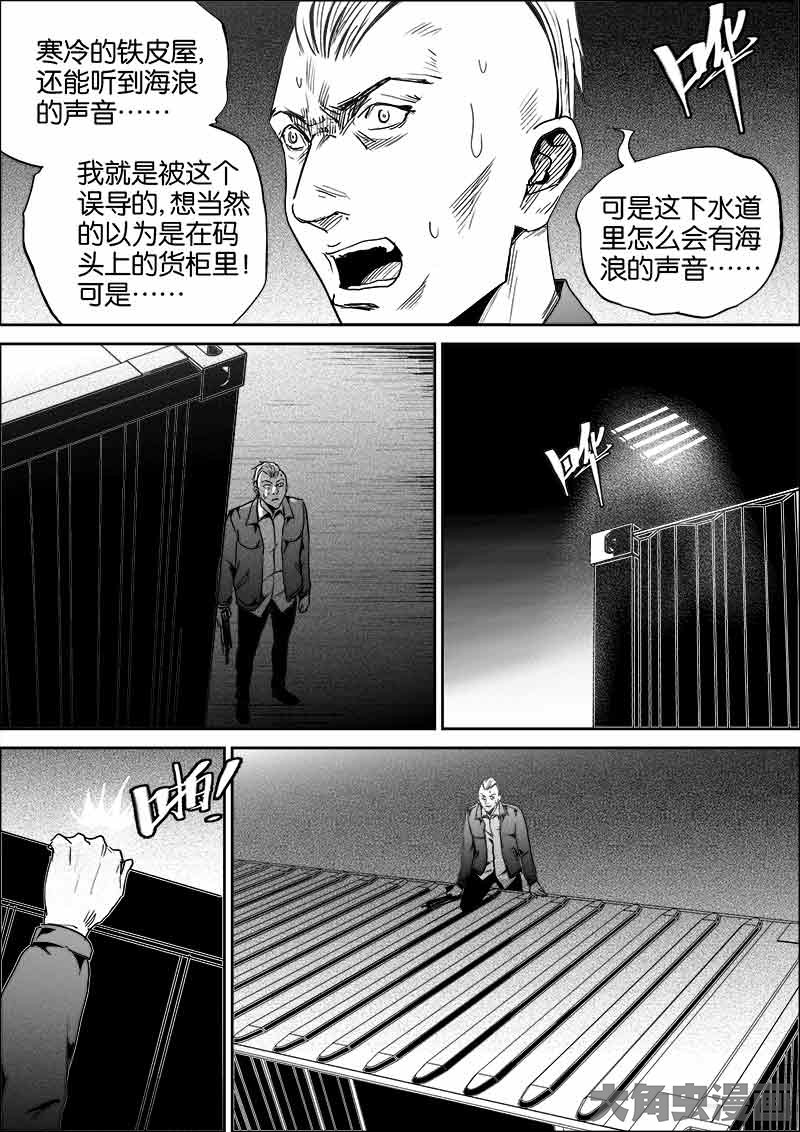 寒冷的铁皮屋,
还能听到海浪
的声音……
我就是被这个
误导的,想当然
的以为是在码
头上的货柜里!
可是……
哗
可是这下水道
里怎么会有海
浪的声音……
哗
啪!
大角虫漫画